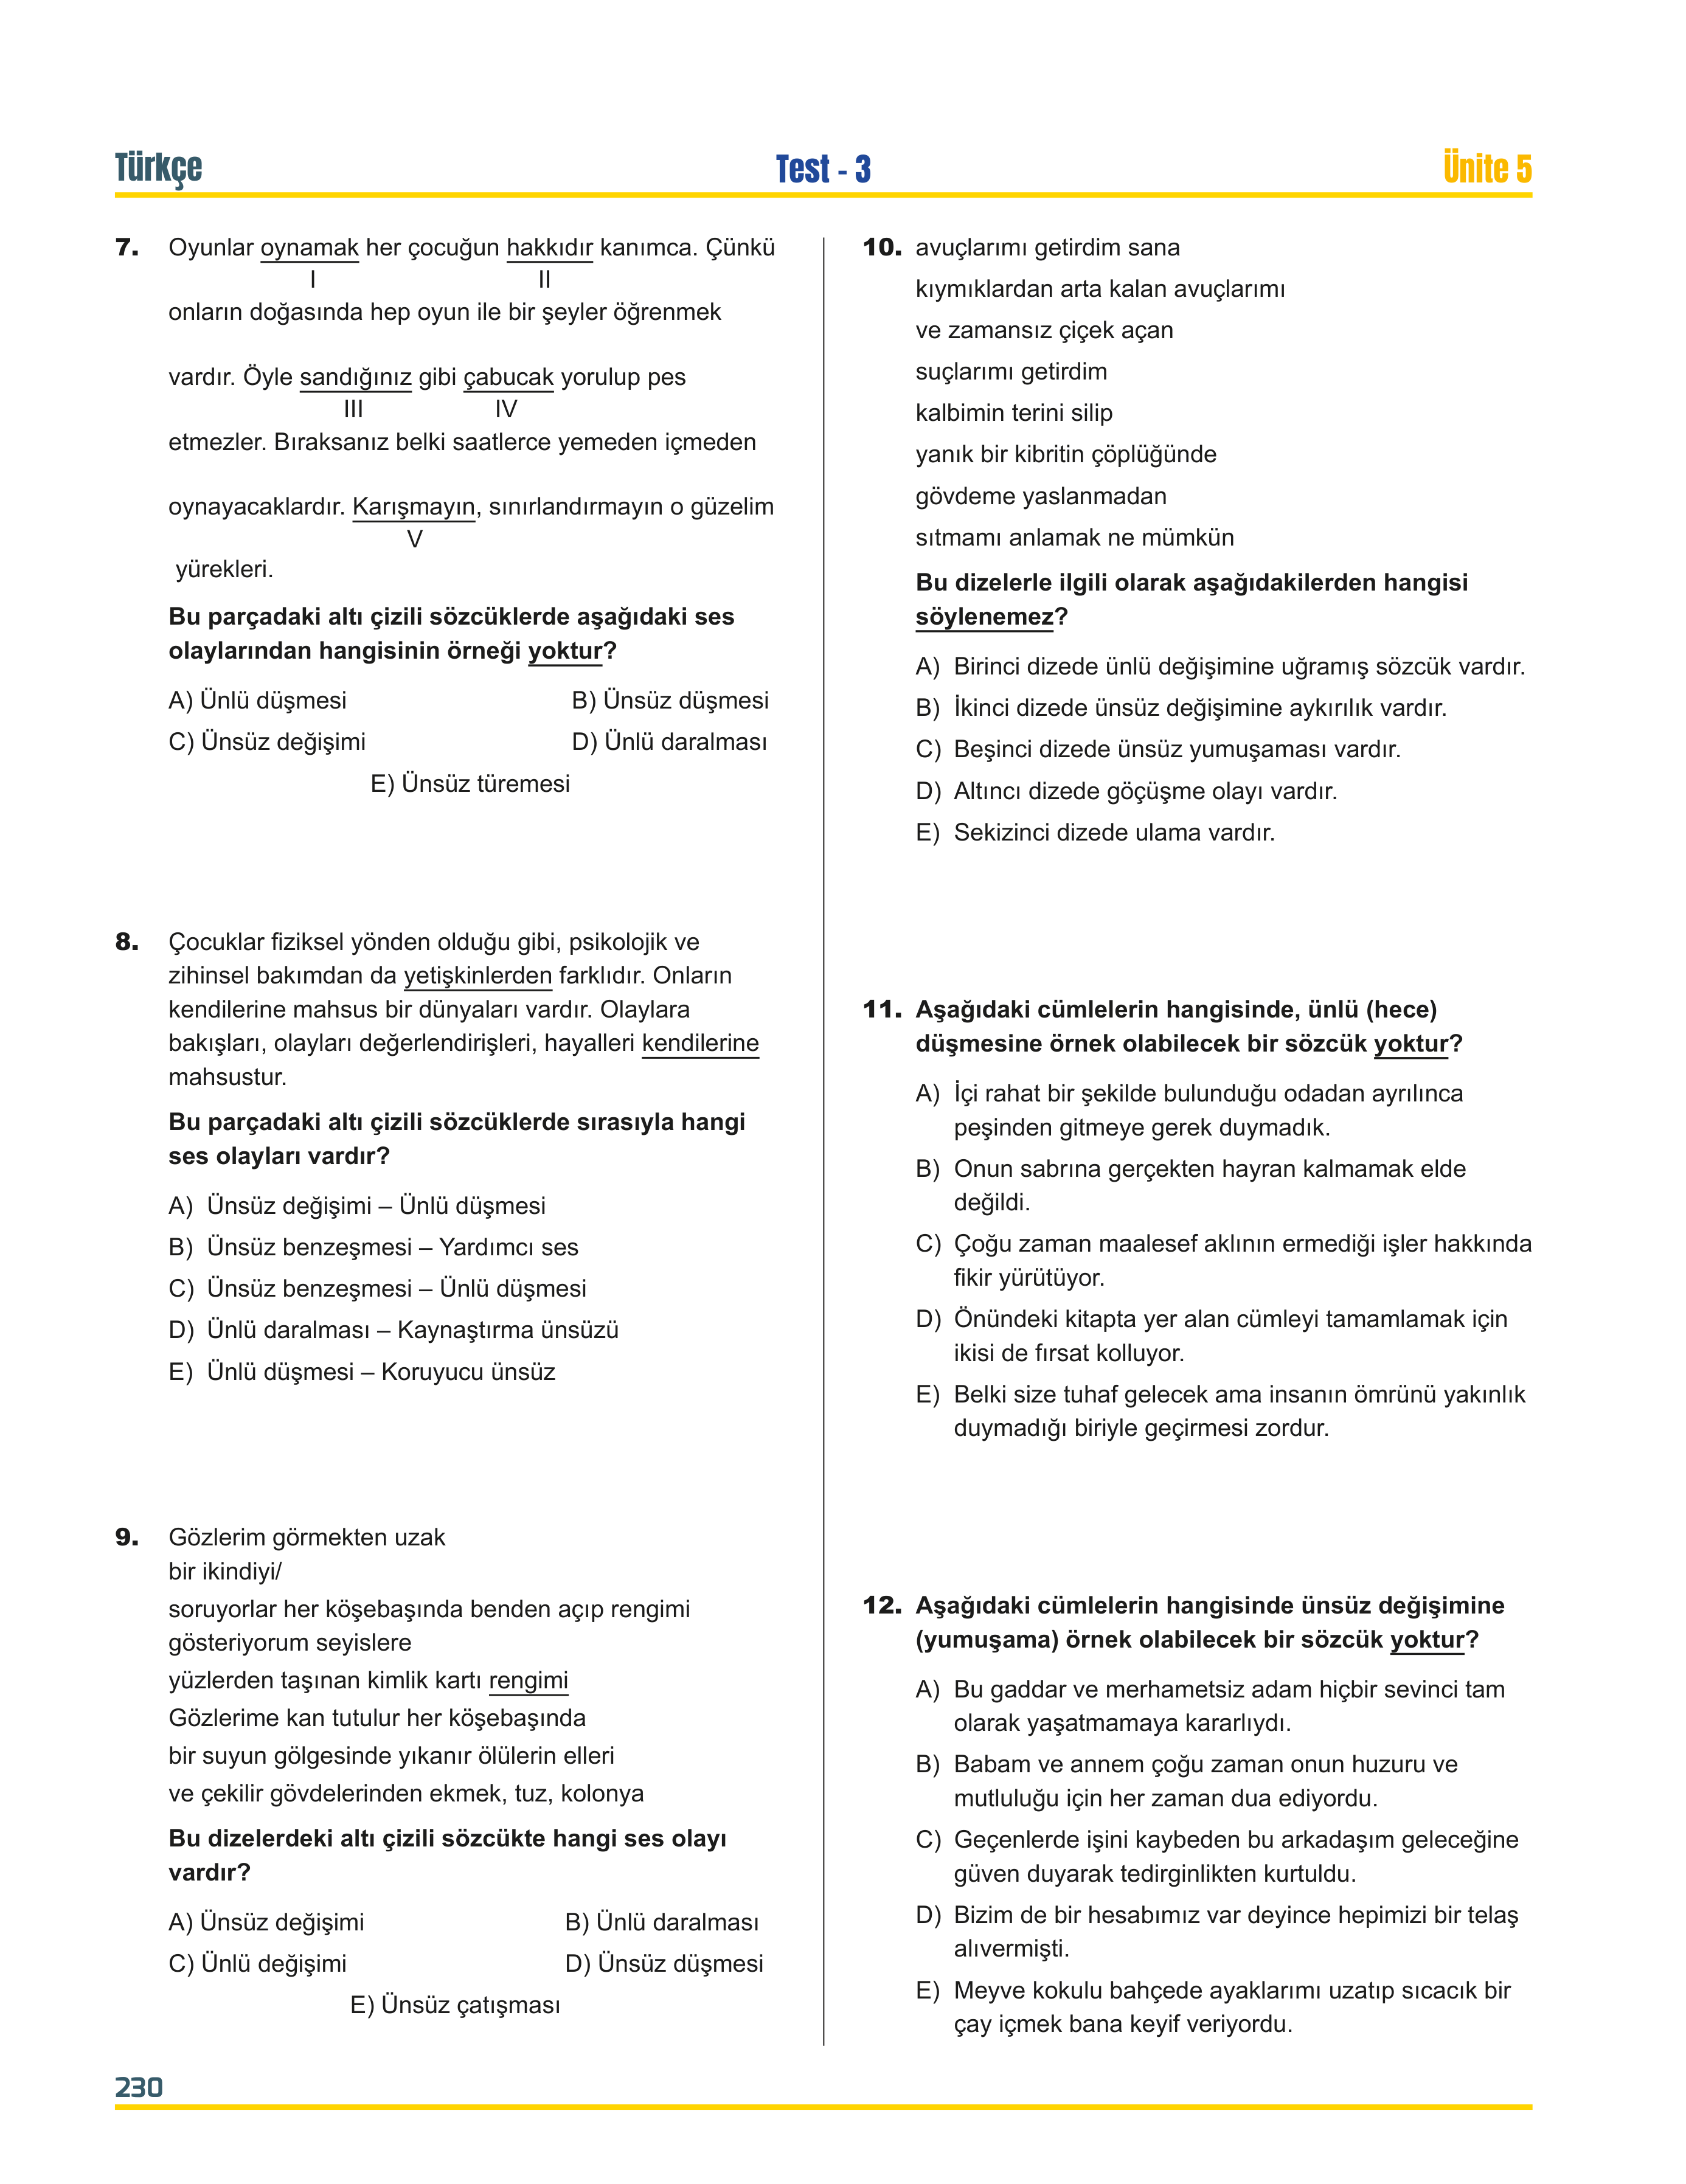 Türkçe
Test - 3
Ünite 5
7. Oyunlar oynamak her çocuğun hakkıdır kanımca. Çünkü
I II
onların doğasında hep oyun ile bir şeyler öğrenmek
vardır. Öyle sandığınız gibi çabucak yorulup pes
III IV
etmezler. Bıraksanız belki saatlerce yemeden içmeden
oynayacaklardır. Karışmayın, sınırlandırmayın o güzelim
V
yürekleri.
Bu parçadaki altı çizili sözcüklerde aşağıdaki ses
olaylarından hangisinin örneği yoktur?
A) Ünlü düşmesi B) Ünsüz düşmesi
C) Ünsüz değişimi D) Ünlü daralması
E) Ünsüz türemesi
8. Çocuklar fiziksel yönden olduğu gibi, psikolojik ve
zihinsel bakımdan da yetişkinlerden farklıdır. Onların
kendilerine mahsus bir dünyaları vardır. Olaylara
bakışları, olayları değerlendirişleri, hayalleri kendilerine
mahsustur.
Bu parçadaki altı çizili sözcüklerde sırasıyla hangi
ses olayları vardır?
A) Ünsüz değişimi – Ünlü düşmesi
B) Ünsüz benzeşmesi – Yardımcı ses
C) Ünsüz benzeşmesi – Ünlü düşmesi
D) Ünlü daralması – Kaynaştırma ünsüzü
E) Ünlü düşmesi – Koruyucu ünsüz
9. Gözlerim görmekten uzak
bir ikindiyi/
soruyorlar her köşebaşında benden açıp rengimi
gösteriyorum seyislere
yüzlerden taşınan kimlik kartı rengimi
Gözlerime kan tutulur her köşebaşında
bir suyun gölgesinde yıkanır ölülerin elleri
ve çekilir gövdelerinden ekmek, tuz, kolonya
Bu dizelerdeki altı çizili sözcükte hangi ses olayı
vardır?
A) Ünsüz değişimi B) Ünlü daralması
C) Ünlü değişimi D) Ünsüz düşmesi
E) Ünsüz çatışması
10. avuçlarımı getirdim sana
kıymıklardan arta kalan avuçlarımı
ve zamansız çiçek açan
suçlarımı getirdim
kalbimin terini silip
yanık bir kibritin çöplüğünde
gövdeme yaslanmadan
sıtmamı anlamak ne mümkün
Bu dizelerle ilgili olarak aşağıdakilerden hangisi
söylenemez?
A) Birinci dizede ünlü değişimine uğramış sözcük vardır.
B) İkinci dizede ünsüz değişimine aykırılık vardır.
C) Beşinci dizede ünsüz yumuşaması vardır.
D) Altıncı dizede göçüşme olayı vardır.
E) Sekizinci dizede ulama vardır.
11. Aşağıdaki cümlelerin hangisinde, ünlü (hece)
düşmesine örnek olabilecek bir sözcük yoktur?
A) İçi rahat bir şekilde bulunduğu odadan ayrılınca
peşinden gitmeye gerek duymadık.
B) Onun sabrına gerçekten hayran kalmamak elde
değildi.
C) Çoğu zaman maalesef aklının ermediği işler hakkında
fikir yürütüyor.
D) Önündeki kitapta yer alan cümleyi tamamlamak için
ikisi de fırsat kolluyor.
E) Belki size tuhaf gelecek ama insanın ömrünü yakınlık
duymadığı biriyle geçirmesi zordur.
12. Aşağıdaki cümlelerin hangisinde ünsüz değişimine
(yumuşama) örnek olabilecek bir sözcük yoktur?
A) Bu gaddar ve merhametsiz adam hiçbir sevinci tam
olarak yaşatmamaya kararlıydı.
B) Babam ve annem çoğu zaman onun huzuru ve
mutluluğu için her zaman dua ediyordu.
C) Geçenlerde işini kaybeden bu arkadaşım geleceğine
güven duyarak tedirginlikten kurtuldu.
D) Bizim de bir hesabımız var deyince hepimizi bir telaş
alıvermişti.
E) Meyve kokulu bahçede ayaklarımı uzatıp sıcacık bir
çay içmek bana keyif veriyordu.
230